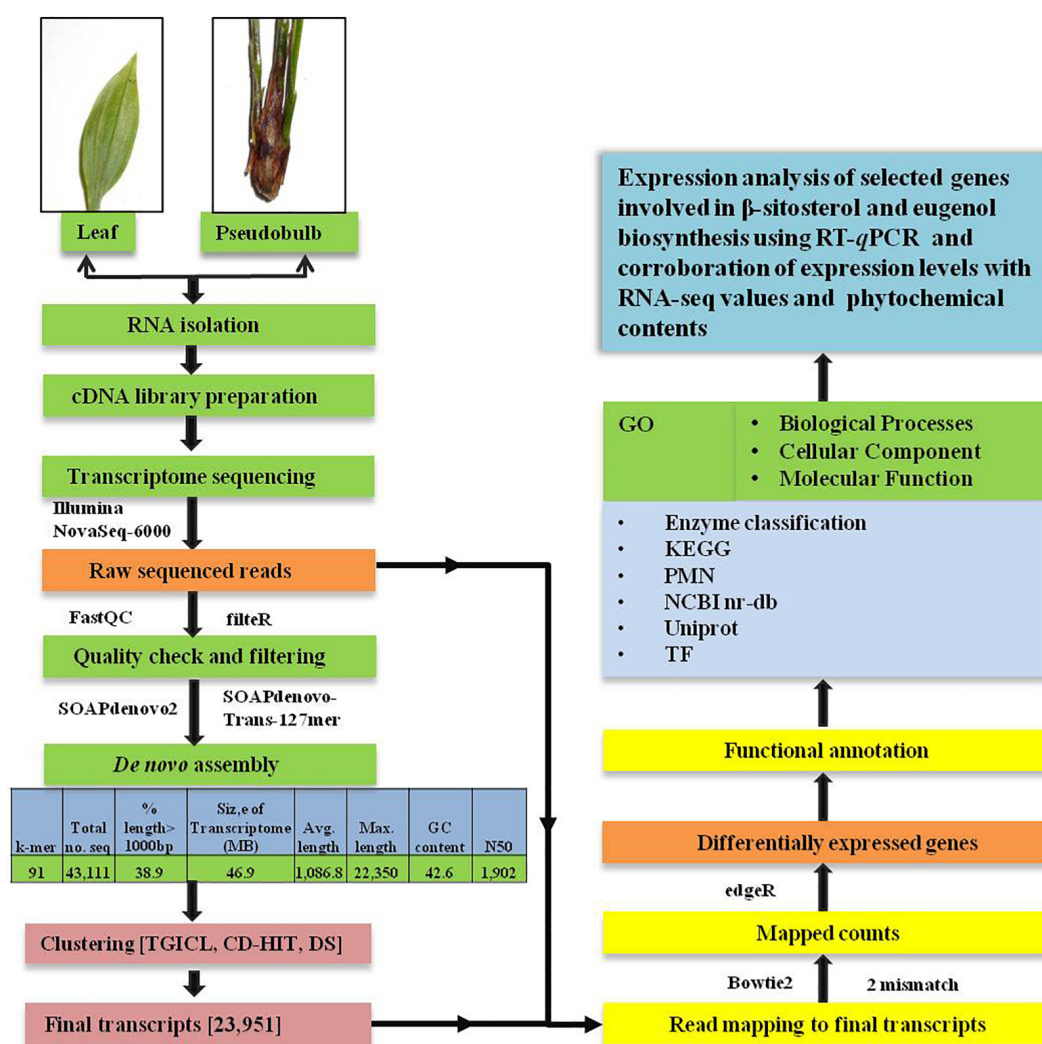 Leaf
Pseudobulb
RNA isolation
cDNA library preparation
Transcriptome sequencing
Illumina
NovaSeq-6000
Raw sequenced reads
FastQC
filteR
Quality check and filtering
SOAPdenovo2
SOAPdenovo-
Trans-127mer
De novo assembly
k-mer
Total
no. seq
%
length>
1000bp
Siz,e of
Transcriptome
(MB)
Avg.
length
Max.
length
GC
content
N50
91 43,111 38.9 46.9 1,086.8 22,350 42.6 1,902
Clustering [TGICL, CD-HIT, DS]
Final transcripts [23,951]
Expression analysis of selected genes
involved in β-sitosterol and eugenol
biosynthesis using RT-qPCR and
corroboration of expression levels with
RNA-seq values and phytochemical
contents
GO
• Biological Processes
• Cellular Component
• Molecular Function
• Enzyme classification
• KEGG
• PMN
• NCBI nr-db
• Uniprot
• TF
Functional annotation
Differentially expressed genes
edgeR
Mapped counts
Bowtie2
2 mismatch
Read mapping to final transcripts